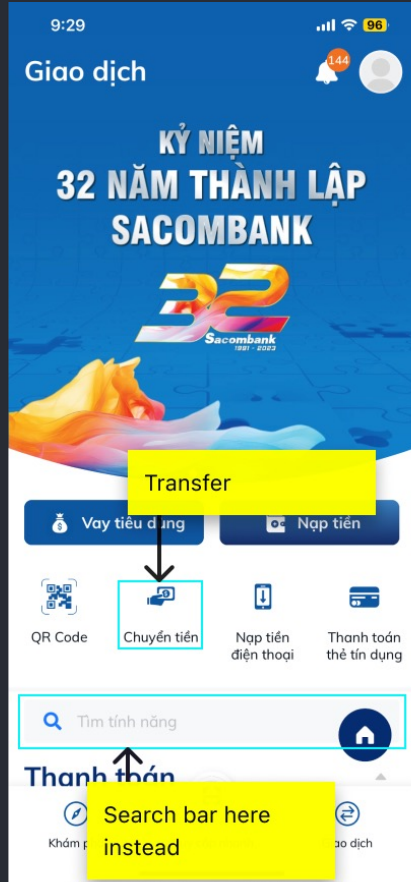 9:29
96
Giao dịch
144
KỶ NIỆM
32 NĂM THÀNH LẬP
SACOMBANK
32
Sacombank
1991 - 2023
Transfer
Vay tiêu dùng
Nạp tiền
QR Code
Chuyển tiền
Nạp tiền
điện thoại
Thanh toán
thẻ tín dụng
Tìm tính năng
Thanh toán
Search bar here
instead
Khám
dịch